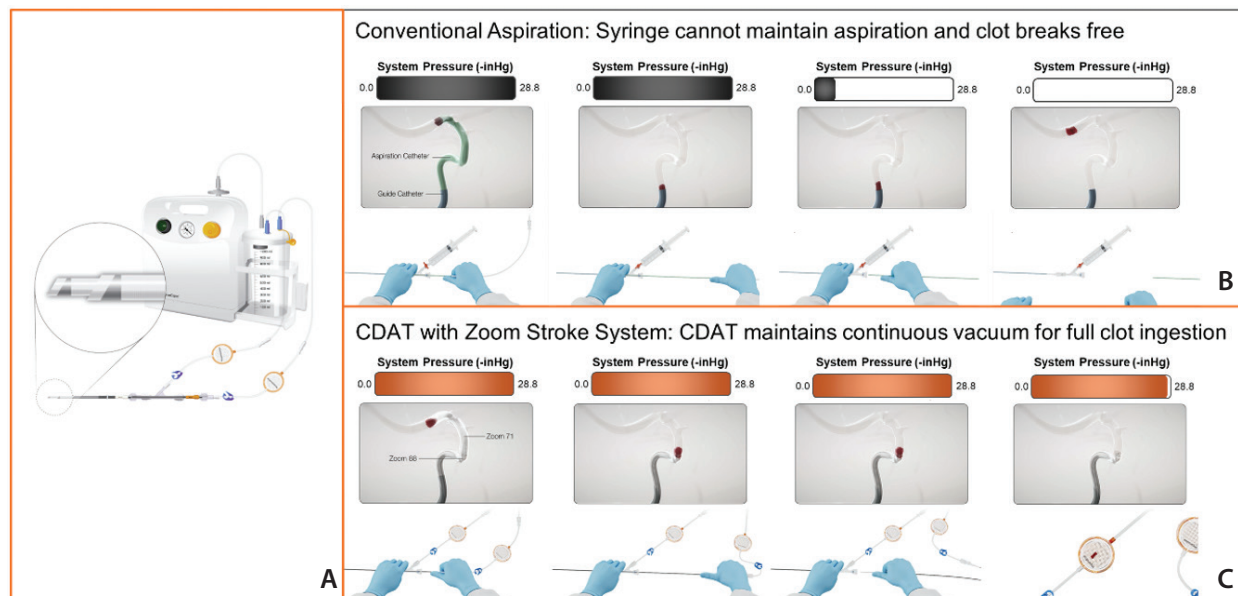 Conventional Aspiration: Syringe cannot maintain aspiration and clot breaks free
System Pressure (-inHg)
0.0
28.8
System Pressure (-inHg)
0.0
28.8
System Pressure (-inHg)
0.0
28.8
System Pressure (-inHg)
0.0
28.8
Aspiration Catheter
Guide Catheter
A
B
CDAT with Zoom Stroke System: CDAT maintains continuous vacuum for full clot ingestion
System Pressure (-inHg)
0.0
28.8
System Pressure (-inHg)
0.0
28.8
System Pressure (-inHg)
0.0
28.8
System Pressure (-inHg)
0.0
28.8
Zoom 71
Zoom 88
C